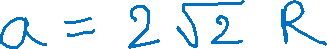 a = 2√2 R